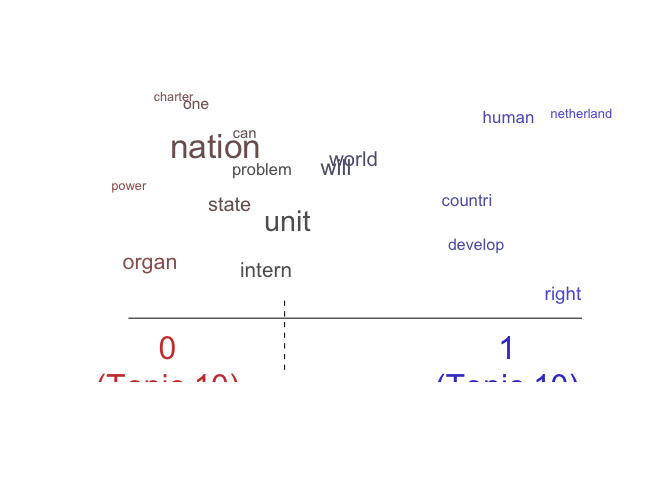 charter
one
human
netherland
can
nation
world
will
problem
power
countri
state
unit
develop
organ
intern
right
0
1
(Topic 10)
(Topic 10)